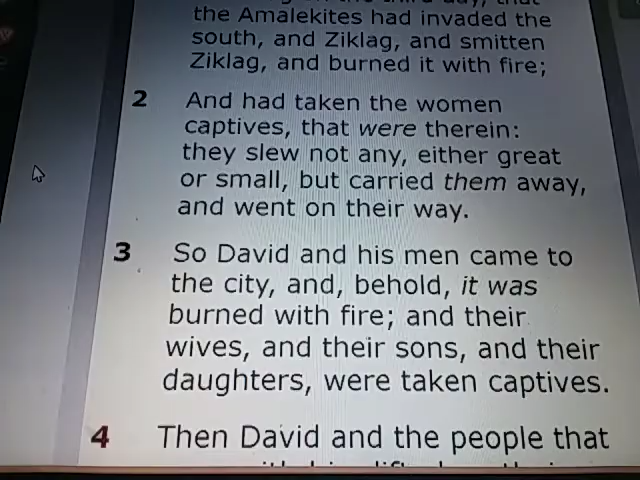 the Amalekites had invaded the
south, and Ziklag, and smitten
Ziklag, and burned it with fire;
2 And had taken the women
captives, that were therein:
they slew not any, either great
or small, but carried them away,
and went on their way.
3 So David and his men came to
the city, and, behold, it was
burned with fire; and their
wives, and their sons, and their
daughters, were taken captives.
4 Then David and the people that